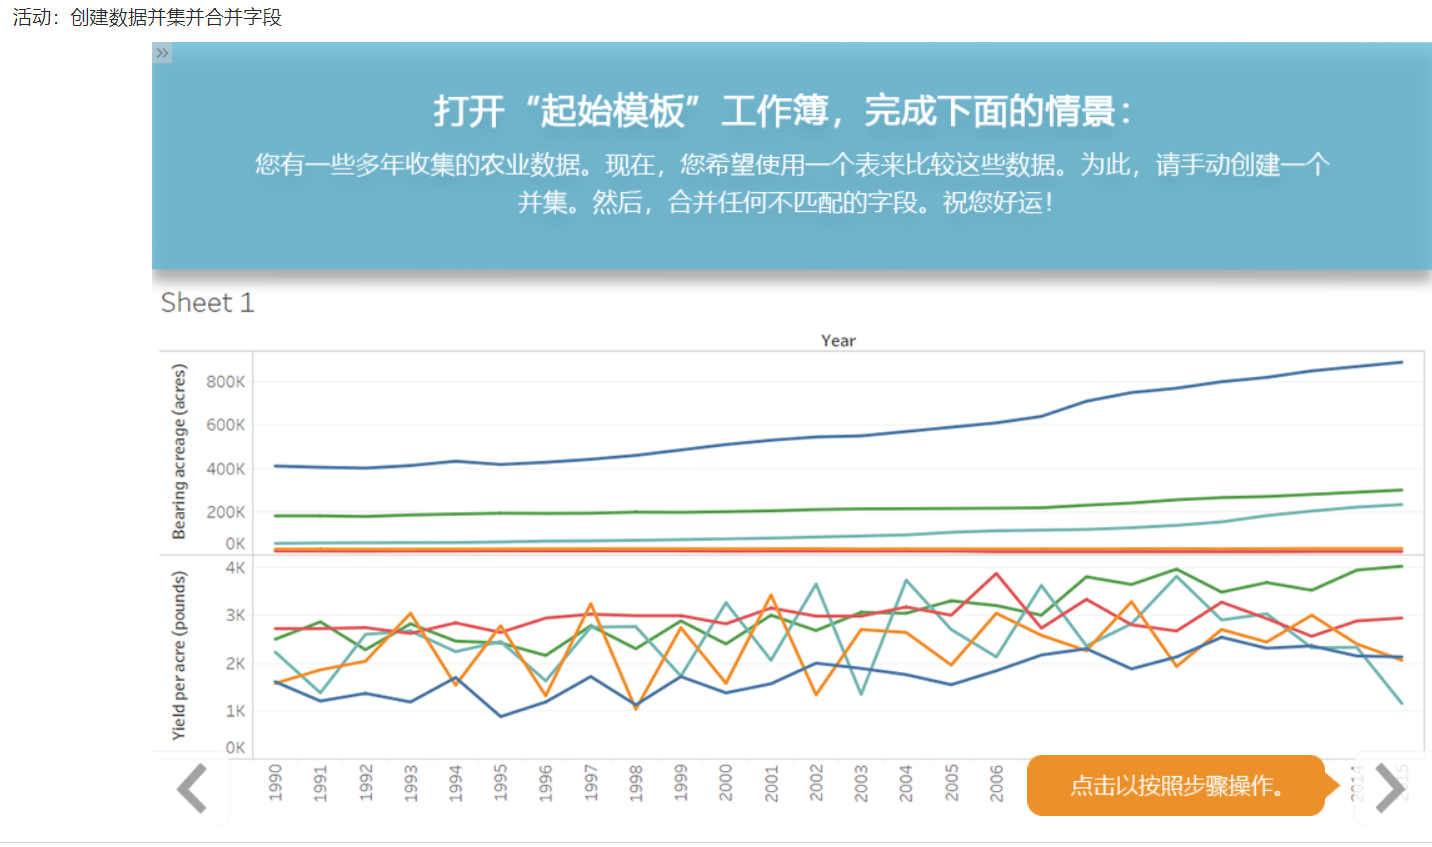 活动：创建数据并集并合并字段
»
打开“起始模板”工作簿，完成下面的情景：
您有一些多年收集的农业数据。现在，您希望使用一个表来比较这些数据。为此，请手动创建一个
并集。然后，合并任何不匹配的字段。祝您好运！
Sheet 1
Year
Bearing acreage (acres)
800K
600K
400K
200K
0K
Yield per acre (pounds)
4K
3K
2K
1K
0K
1990 1991 1992 1993 1994 1995 1996 1997 1998 1999 2000 2001 2002 2003 2004 2005 2006 2014 2015
点击以按照步骤操作。